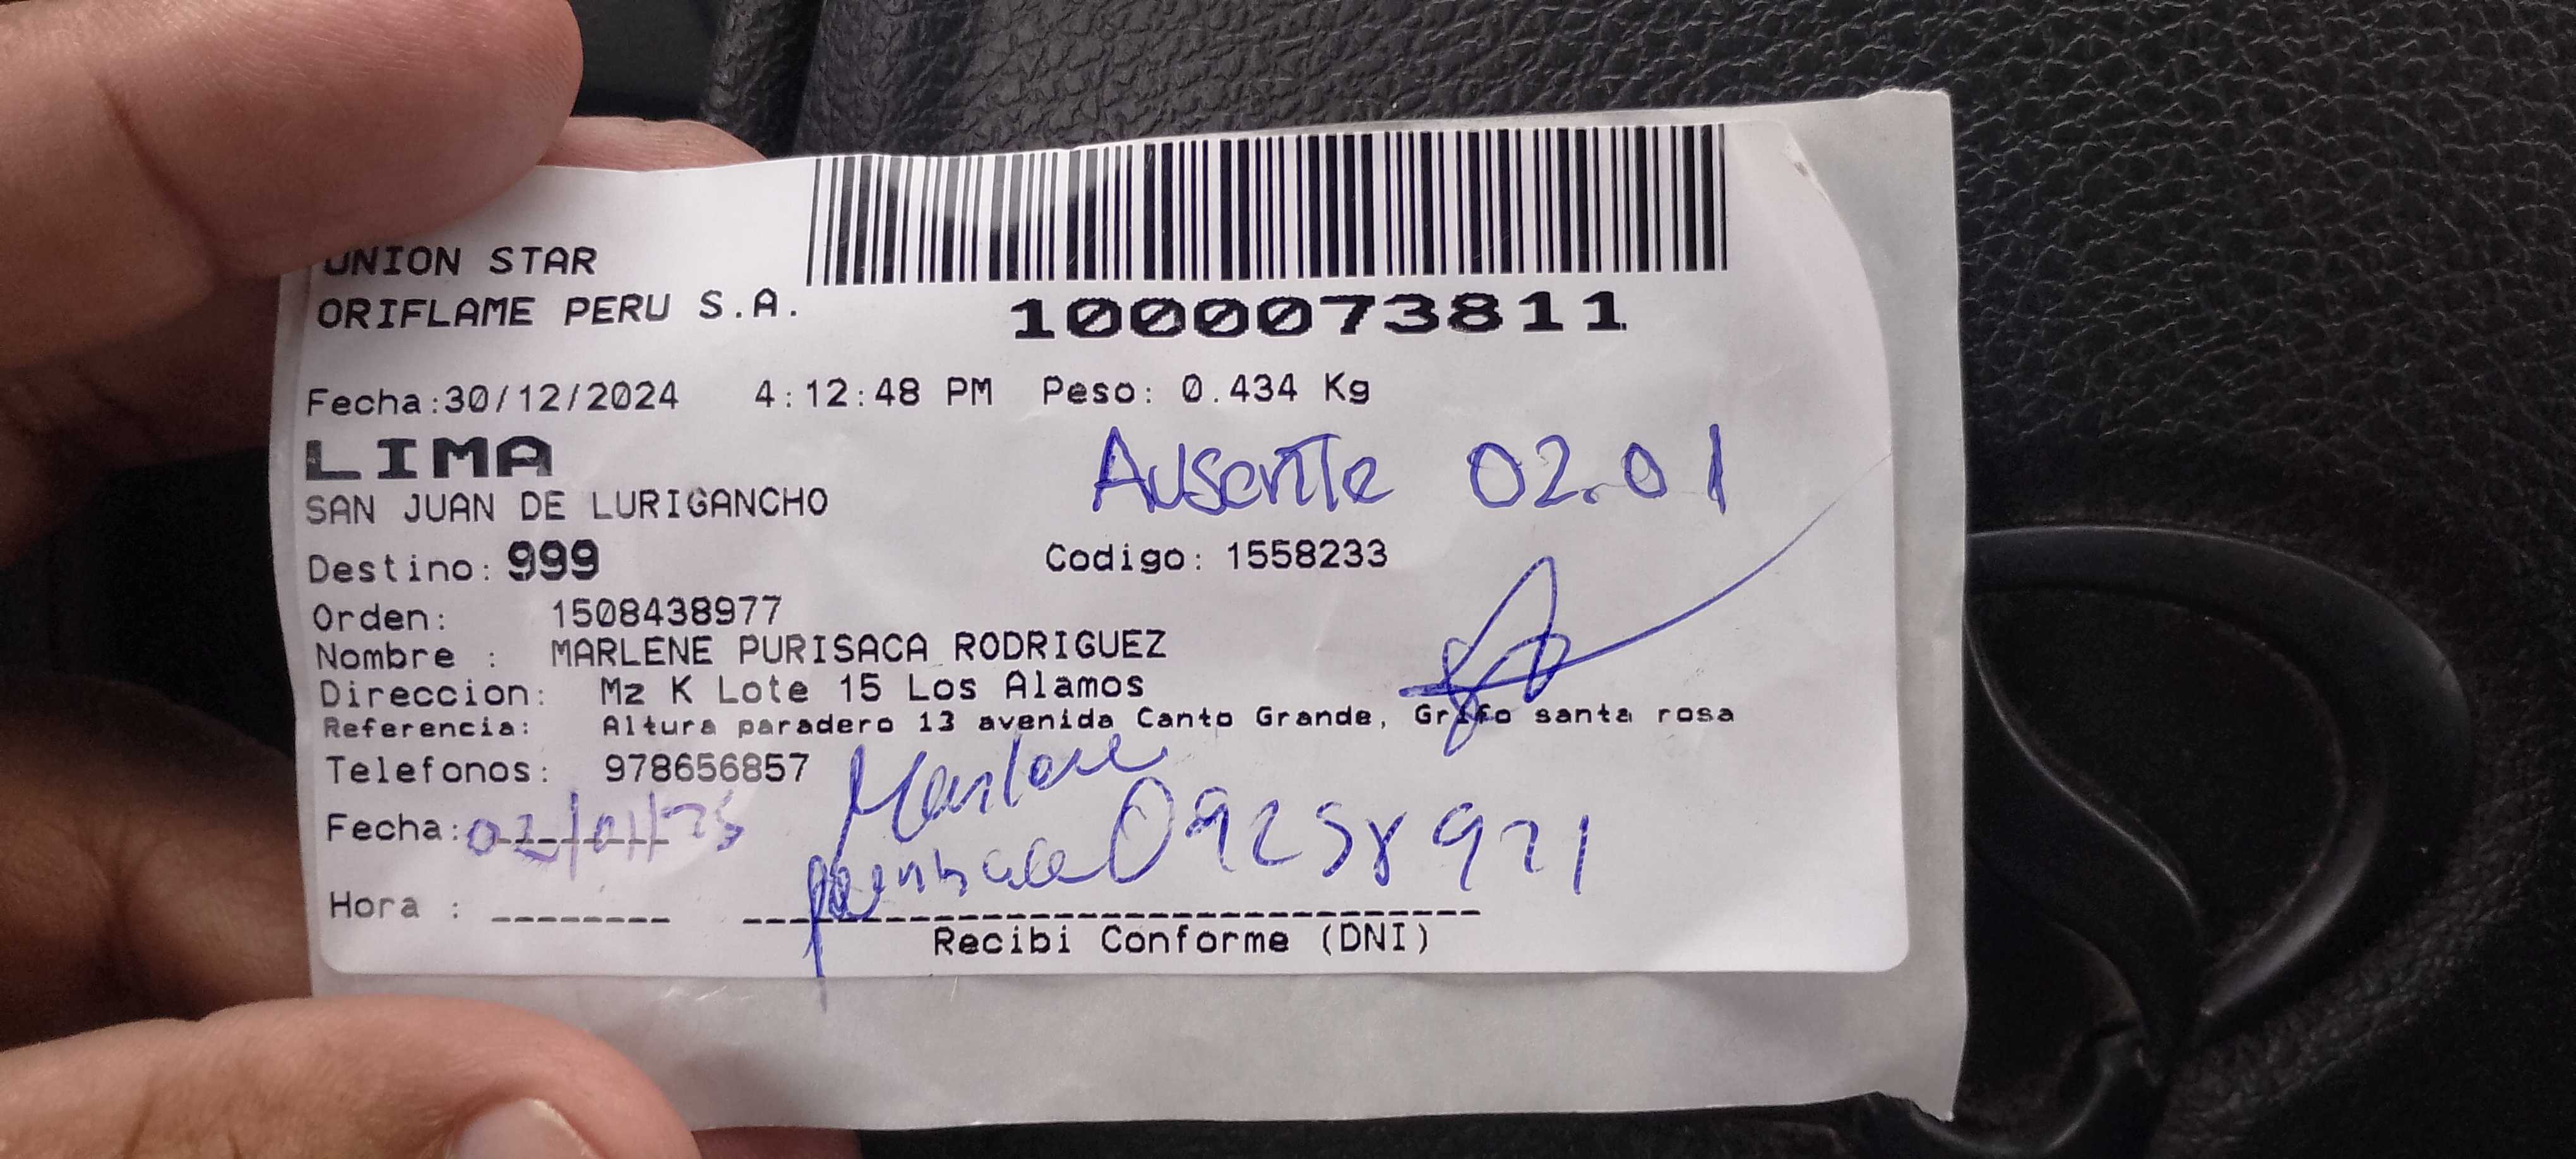 UNION STAR
ORIFLAME PERU S.A.
1000073811
Fecha:30/12/2024 4:12:48 PM Peso: 0.434 Kg
LIMA
Ausente 02.01
SAN JUAN DE LURIGANCHO
Destino: 999 Codigo: 1558233
Orden: 1508438977
Nombre : MARLENE PURISACA RODRIGUEZ
Direccion: Mz K Lote 15 Los Alamos
Referencia: Altura paradero 13 avenida Canto Grande, Grifo santa rosa
Telefonos: 978656857
Marlene
Fecha: 02/01/25
Hora :
Recibi Conforme (DNI)